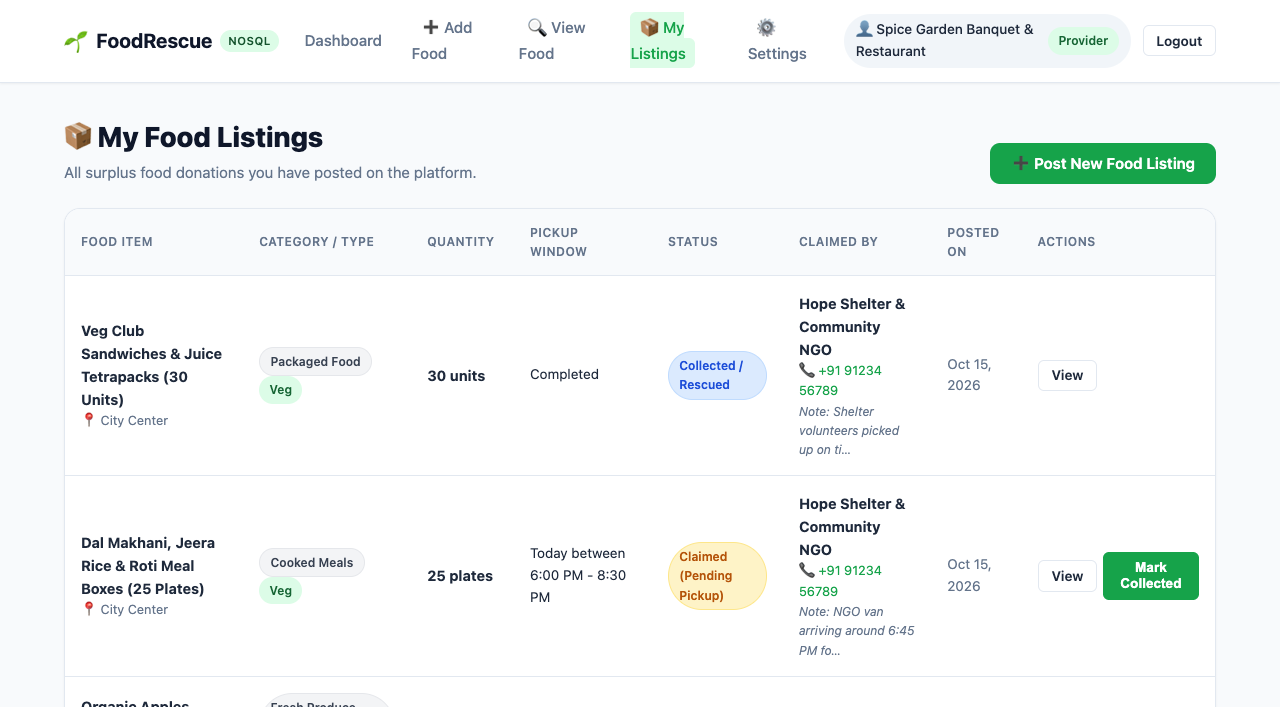 FoodRescue NOSQL
Dashboard
➕ Add
Food
🔍 View
Food
📦 My
Listings
⚙️
Settings
👤 Spice Garden Banquet &
Restaurant
Provider
Logout
📦 My Food Listings
All surplus food donations you have posted on the platform.
➕ Post New Food Listing
FOOD ITEM
CATEGORY / TYPE
QUANTITY
PICKUP
WINDOW
STATUS
CLAIMED BY
POSTED
ON
ACTIONS
Veg Club
Sandwiches & Juice
Tetrapacks (30
Units)
📍 City Center
Packaged Food
Veg
30 units
Completed
Collected /
Rescued
Hope Shelter &
Community
NGO
📞 +91 91234
56789
Note: Shelter
volunteers picked
up on ti...
Oct 15,
2026
View
Dal Makhani, Jeera
Rice & Roti Meal
Boxes (25 Plates)
📍 City Center
Cooked Meals
Veg
25 plates
Today between
6:00 PM - 8:30
PM
Claimed
(Pending
Pickup)
Hope Shelter &
Community
NGO
📞 +91 91234
56789
Note: NGO van
arriving around 6:45
PM fo...
Oct 15,
2026
View
Mark
Collected
Organic Apples
Fresh Produce